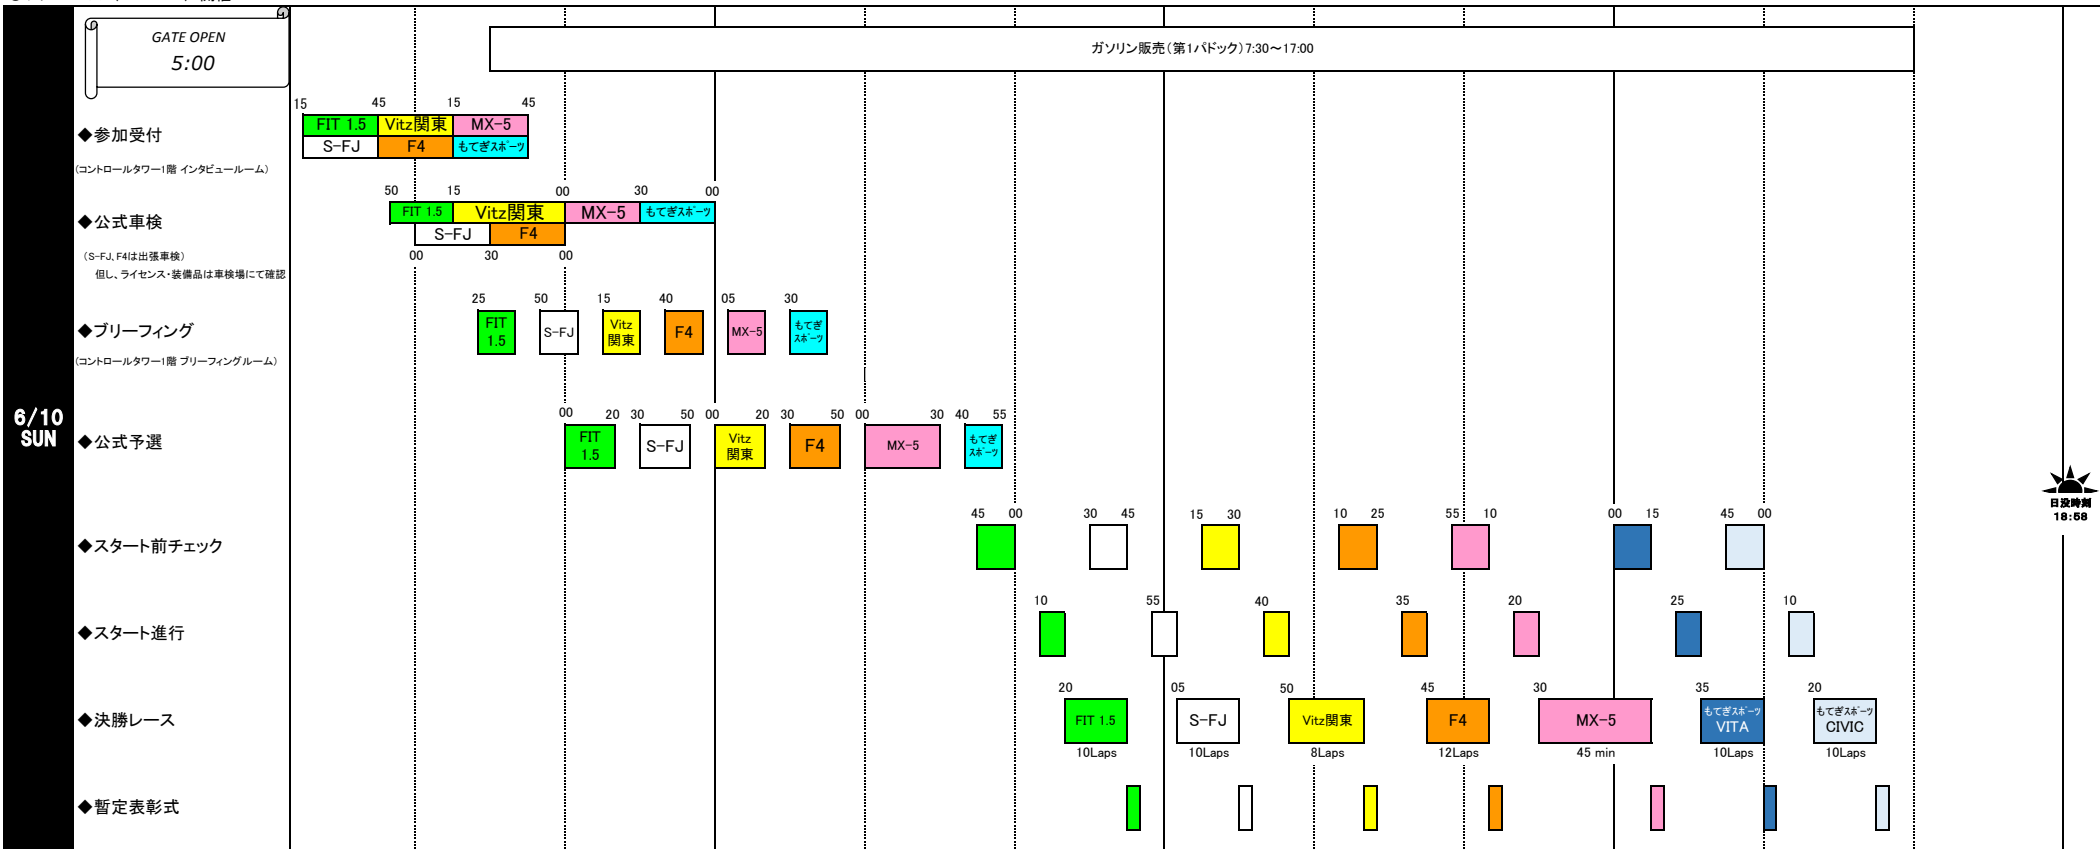 GATE OPEN
5:00
ガソリン販売(第1パドック)7:30～17:00
15 45 15 45
◆参加受付
FIT 1.5 Vitz関東 MX-5
S-FJ F4 もてぎスポーツ
(コントロールタワー1階 インタビュールーム)
50 15 00 30 00
◆公式車検
FIT 1.5 Vitz関東 MX-5 もてぎスポーツ
S-FJ F4
(S-FJ、F4は出張車検)
00 30 00
但し、ライセンス・装備品は車検場にて確認
25 50 15 40 05 30
◆ブリーフィング
FIT
1.5
S-FJ
Vitz
関東
F4
MX-5
もてぎ
スポーツ
(コントロールタワー1階 ブリーフィングルーム)
6/10
SUN
00 20 30 50 00 20 30 50 00 30 40 55
◆公式予選
FIT
1.5
S-FJ
Vitz
関東
F4
MX-5
もてぎ
スポーツ
日没時刻
18:58
45 00 30 45 15 30 10 25 55 10 00 15 45 00
◆スタート前チェック
10 55 40 35 20 25 10
◆スタート進行
20 05 50 45 30 35 20
◆決勝レース
FIT 1.5
S-FJ
Vitz関東
F4
MX-5
もてぎスポーツ
VITA
もてぎスポーツ
CIVIC
10Laps 10Laps 8Laps 12Laps 45 min 10Laps 10Laps
◆暫定表彰式